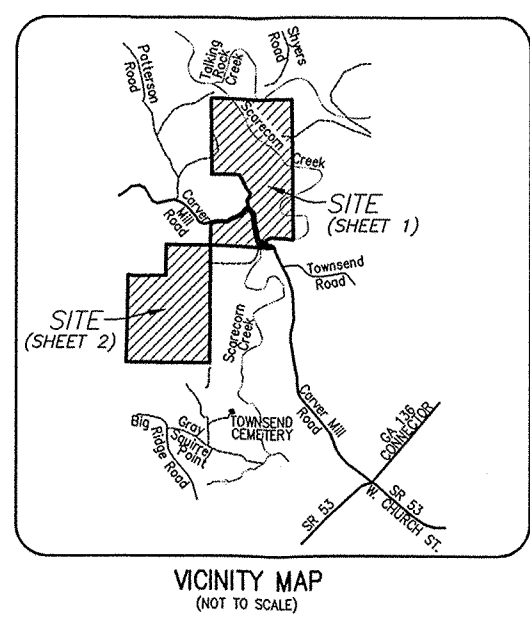 Patterson
Road
Talking
Rock
Creek
Shyers
Road
Scarecorn
Creek
Carver
Mill
Road
SITE
(SHEET 1)
Townsend
Road
SITE
(SHEET 2)
Scarecorn
Creek
Carver Mill
Road
TOWNSEND
CEMETERY
Gray
Squirrel
Point
Big
Ridge Road
GA 136
CONNECTOR
SR 53
SR 53
W. CHURCH ST.
VICINITY MAP
(NOT TO SCALE)